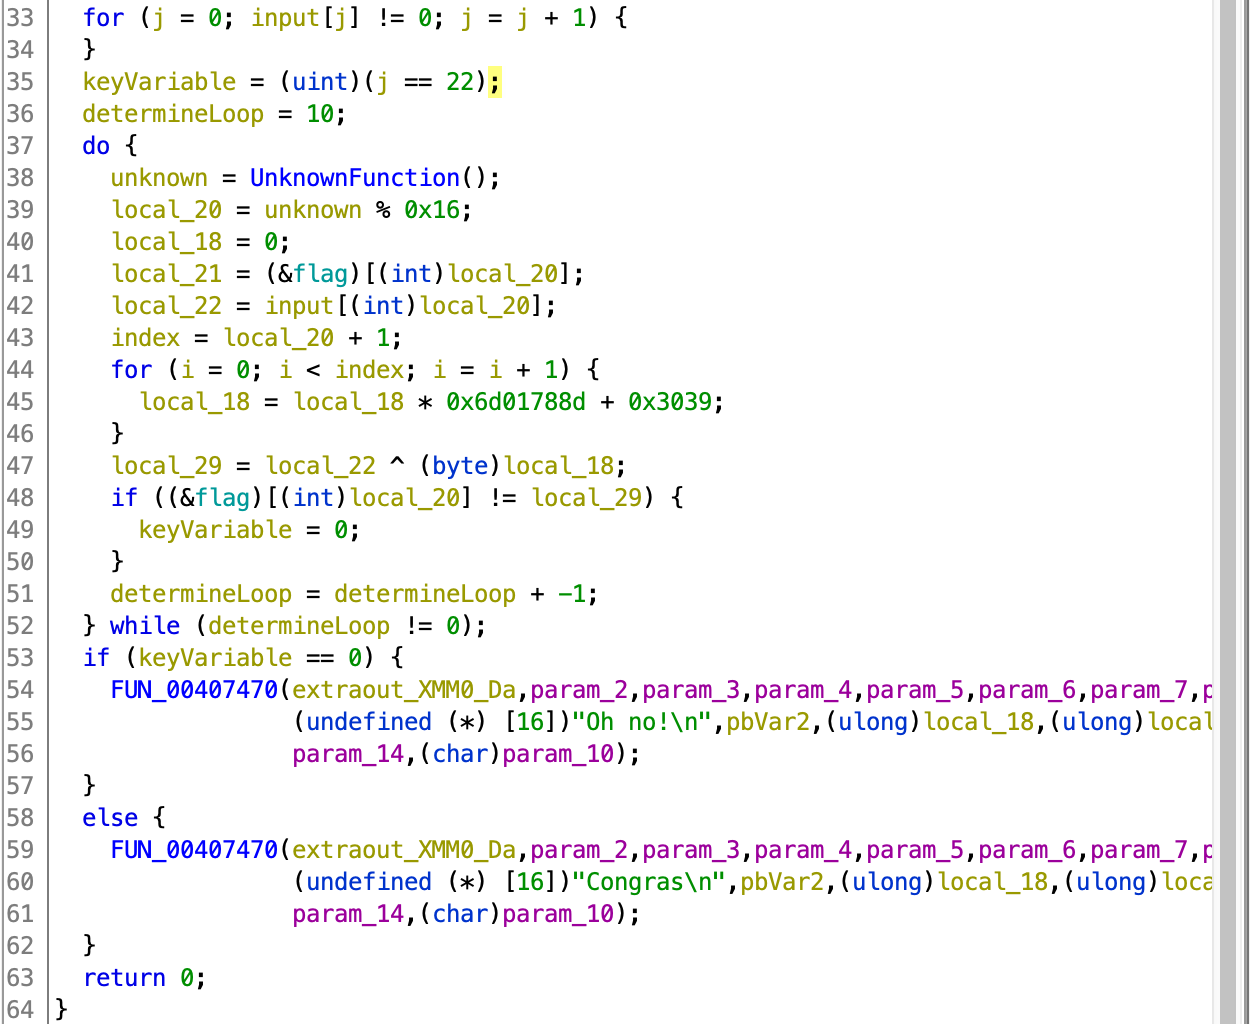 33 for (j = 0; input[j] != 0; j = j + 1) {
34 }
35 keyVariable = (uint)(j == 22);
36 determineLoop = 10;
37 do {
38 unknown = UnknownFunction();
39 local_20 = unknown % 0x16;
40 local_18 = 0;
41 local_21 = (&flag)[(int)local_20];
42 local_22 = input[(int)local_20];
43 index = local_20 + 1;
44 for (i = 0; i < index; i = i + 1) {
45 local_18 = local_18 * 0x6d01788d + 0x3039;
46 }
47 local_29 = local_22 ^ (byte)local_18;
48 if ((&flag)[(int)local_20] != local_29) {
49 keyVariable = 0;
50 }
51 determineLoop = determineLoop + -1;
52 } while (determineLoop != 0);
53 if (keyVariable == 0) {
54 FUN_00407470(extraout_XMM0_Da,param_2,param_3,param_4,param_5,param_6,param_7,p
55 (undefined (*) [16])"Oh no!\n",pbVar2,(ulong)local_18,(ulong)local
56 param_14,(char)param_10);
57 }
58 else {
59 FUN_00407470(extraout_XMM0_Da,param_2,param_3,param_4,param_5,param_6,param_7,p
60 (undefined (*) [16])"Congras\n",pbVar2,(ulong)local_18,(ulong)loca
61 param_14,(char)param_10);
62 }
63 return 0;
64 }